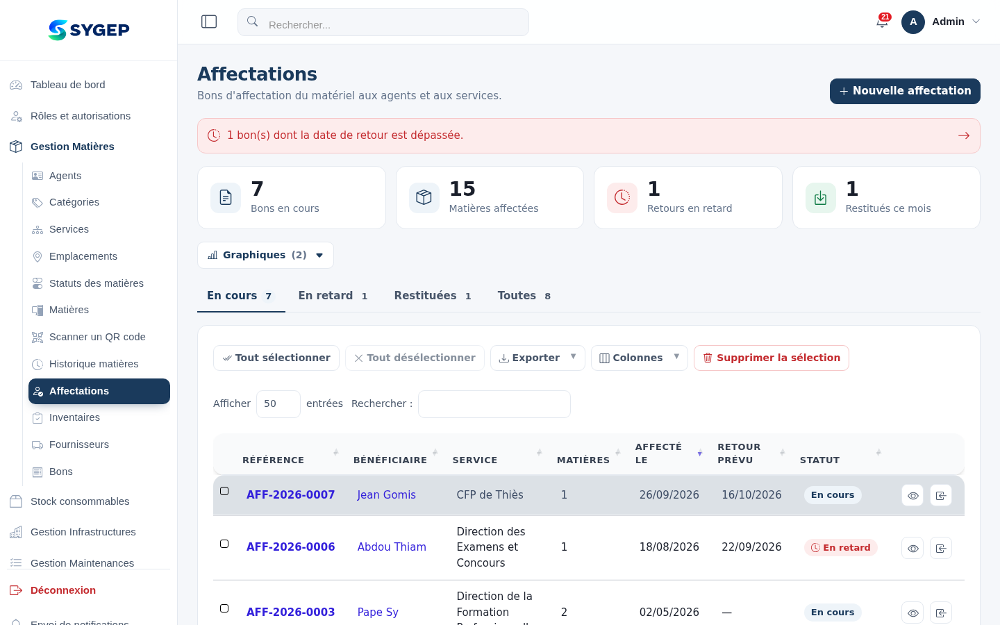 SYGEP
Rechercher...
21
A
Admin
Tableau de bord
Rôles et autorisations
Gestion Matières
Agents
Catégories
Services
Emplacements
Statuts des matières
Matières
Scanner un QR code
Historique matières
Affectations
Inventaires
Fournisseurs
Bons
Stock consommables
Gestion Infrastructures
Gestion Maintenances
Déconnexion
Envoi de notifications
Affectations
Bons d'affectation du matériel aux agents et aux services.
Nouvelle affectation
1 bon(s) dont la date de retour est dépassée.
7
Bons en cours
15
Matières affectées
1
Retours en retard
1
Restitués ce mois
Graphiques (2)
En cours 7
En retard 1
Restituées 1
Toutes 8
Tout sélectionner
Tout désélectionner
Exporter
Colonnes
Supprimer la sélection
Afficher 50 entrées Rechercher :
RÉFÉRENCE
BÉNÉFICIAIRE
SERVICE
MATIÈRES
AFFECTÉ
LE
RETOUR
PRÉVU
STATUT
AFF-2026-0007
Jean Gomis
CFP de Thiès
1
26/09/2026
16/10/2026
En cours
AFF-2026-0006
Abdou Thiam
Direction des
Examens et
Concours
1
18/08/2026
22/09/2026
En retard
AFF-2026-0003
Pape Sy
Direction de la
Formation
2
02/05/2026
—
En cours